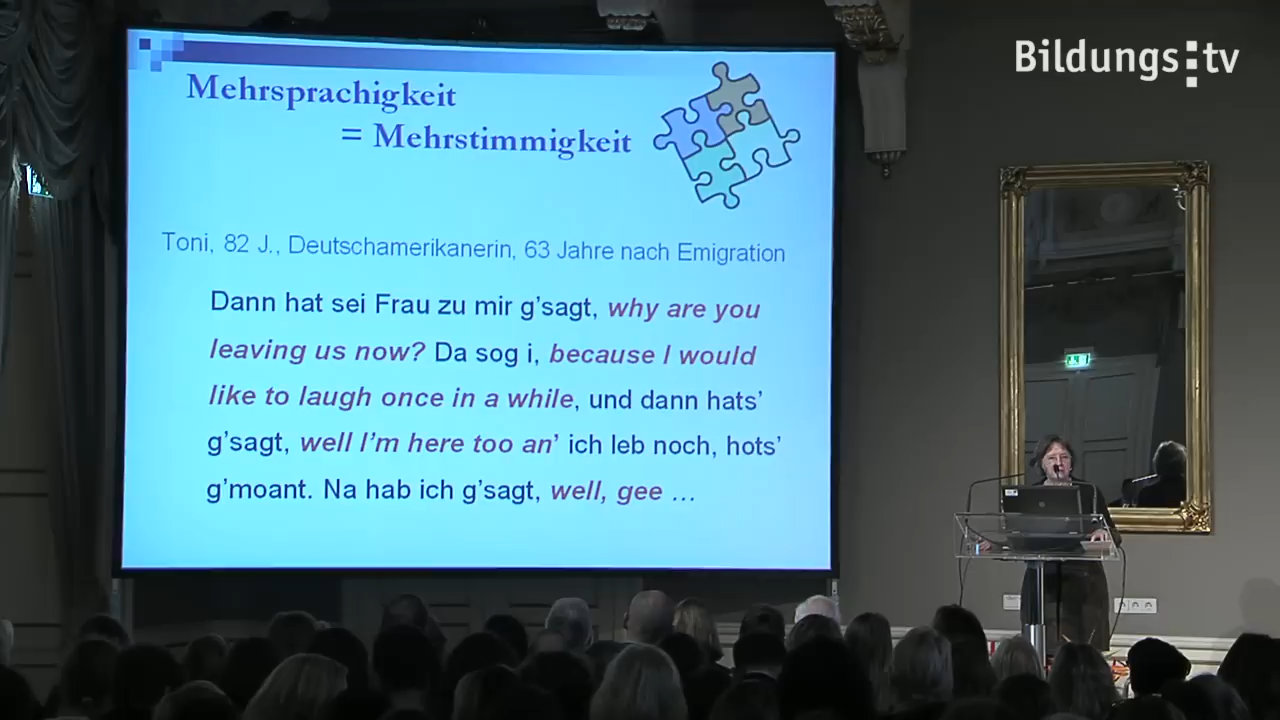 Bildungs:tv
Mehrsprachigkeit
= Mehrstimmigkeit
Toni, 82 J., Deutschamerikanerin, 63 Jahre nach Emigration
Dann hat sei Frau zu mir g’sagt, why are you
leaving us now? Da sog i, because I would
like to laugh once in a while, und dann hats’
g’sagt, well I’m here too an’ ich leb noch, hots’
g’moant. Na hab ich g’sagt, well, gee …